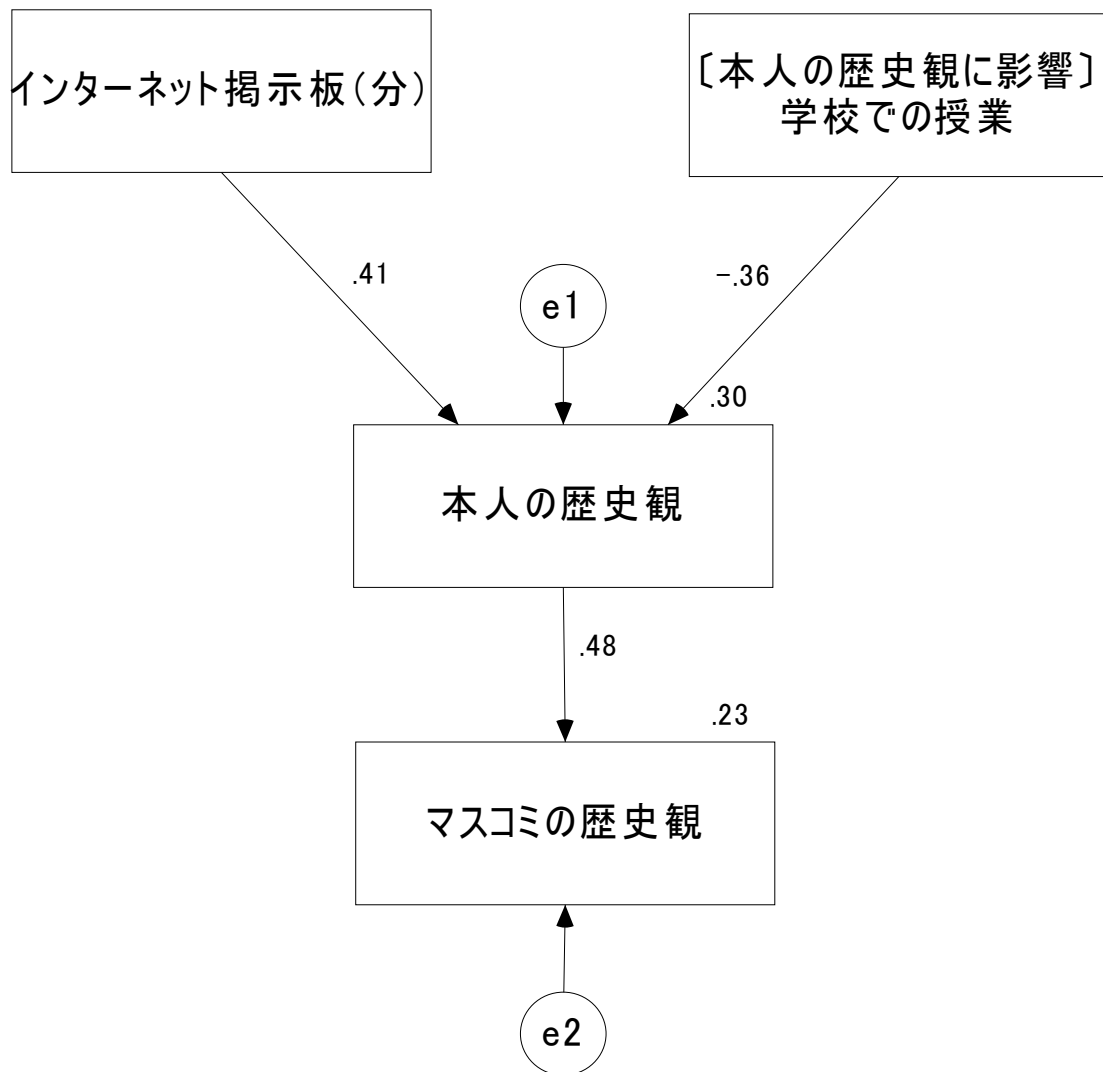 インターネット掲示板(分)
〔本人の歴史観に影響〕
学校での授業
.41
-.36
e1
.30
本人の歴史観
.48
.23
マスコミの歴史観
e2